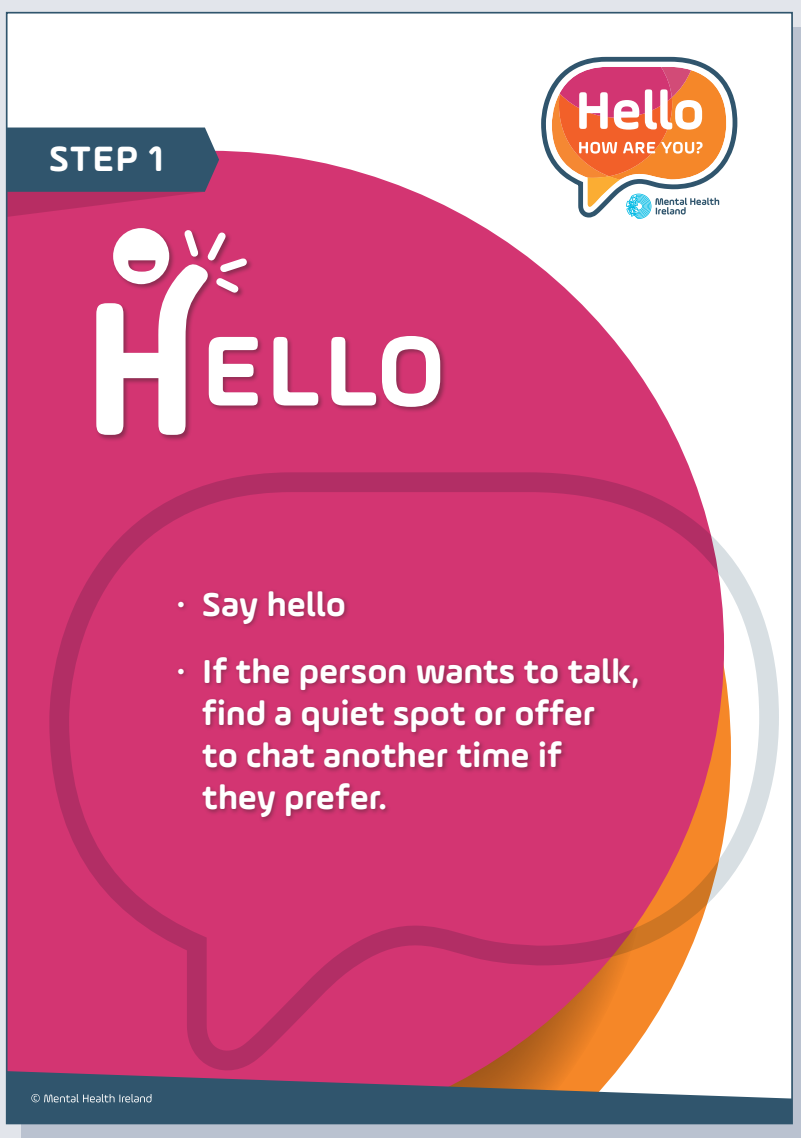 Hello
HOW ARE YOU?
Mental Health
Ireland
STEP 1
HELLO
· Say hello
· If the person wants to talk,
find a quiet spot or offer
to chat another time if
they prefer.
© Mental Health Ireland